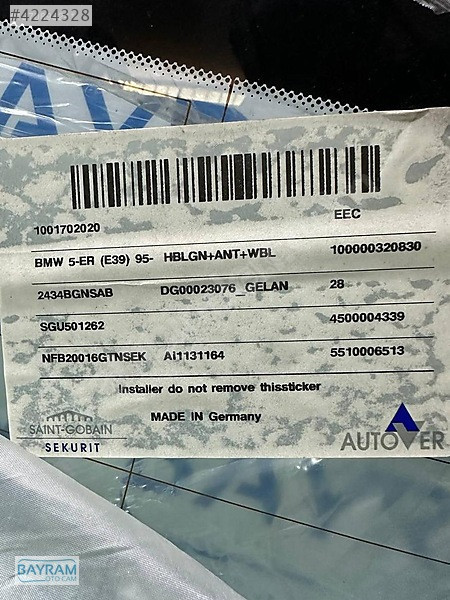 #4224328
AVER
1001702020 EEC
BMW 5-ER (E39) 95- HBLGN+ANT+WBL 100000320830
2434BGNSAB DG00023076_GELAN 28
SGU501262 4500004339
NFB20016GTNSEK AI1131164 5510006513
Installer do not remove thissticker
MADE IN Germany
SAINT-GOBAIN
SEKURIT
AUTOVER
BAYRAM
OTO CAM